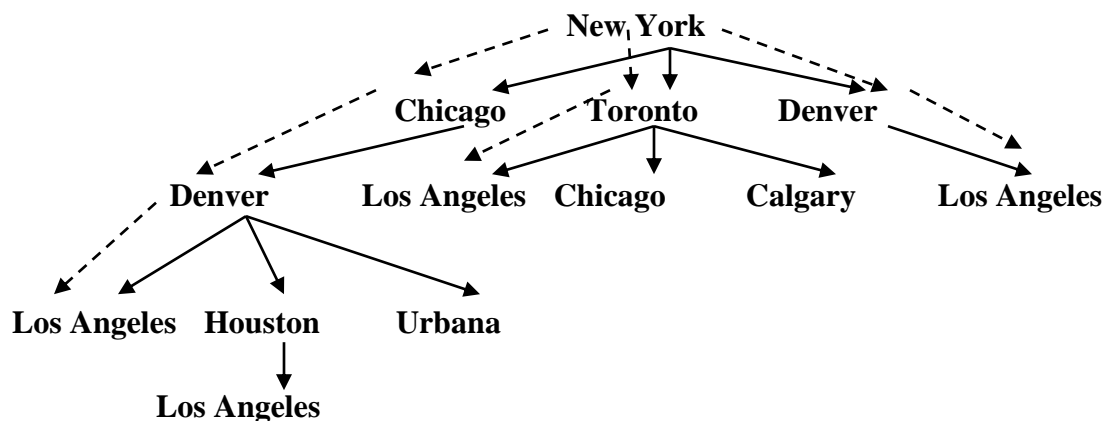 New York
Chicago Toronto Denver
Denver Los Angeles Chicago Calgary Los Angeles
Los Angeles Houston Urbana
Los Angeles